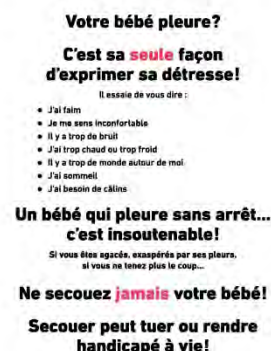 Votre bébé pleure?
C'est sa seule façon
d'exprimer sa détresse!
Il essaie de vous dire :
• J'ai faim
• Je me sens inconfortable
• Il y a trop de bruit
• J'ai trop chaud ou trop froid
• Il y a trop de monde autour de moi
• J'ai sommeil
• J'ai besoin de câlins
Un bébé qui pleure sans arrêt...
c'est insoutenable!
Si vous êtes agacés, exaspérés par ses pleurs,
si vous ne tenez plus le coup...
Ne secouez jamais votre bébé!
Secouer peut tuer ou rendre
handicapé à vie!